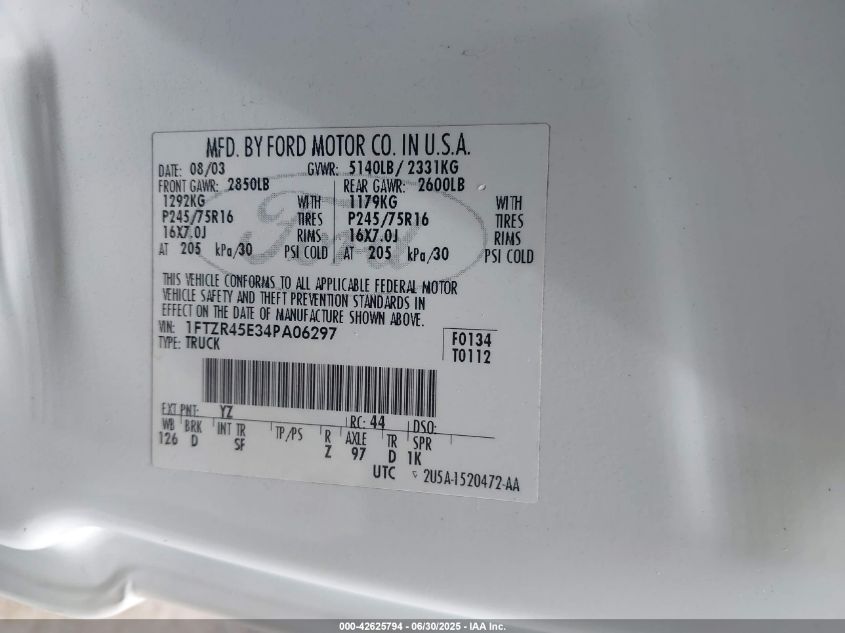 MFD. BY FORD MOTOR CO. IN U.S.A.
DATE: 08/03 GVWR: 5140LB/ 2331KG
FRONT GAWR: 2850LB REAR GAWR: 2600LB
1292KG WITH 1179KG WITH
P245/75R16 TIRES P245/75R16 TIRES
16X7.0J RIMS 16X7.0J RIMS
AT 205 kPa/30 PSI COLD AT 205 kPa/30 PSI COLD
Ford
THIS VEHICLE CONFORMS TO ALL APPLICABLE FEDERAL MOTOR
VEHICLE SAFETY AND THEFT PREVENTION STANDARDS IN
EFFECT ON THE DATE OF MANUFACTURE SHOWN ABOVE.
VIN: 1FTZR45E34PA06297
TYPE: TRUCK
F0134
T0112
EXT PNT: YZ RC: 44 DSO:
WB BRK INT TR TP/PS R AXLE TR SPR
126 D SF Z 97 D 1K
UTC 2U5A-1520472-AA
000-42625794 - 06/30/2025 - IAA Inc.